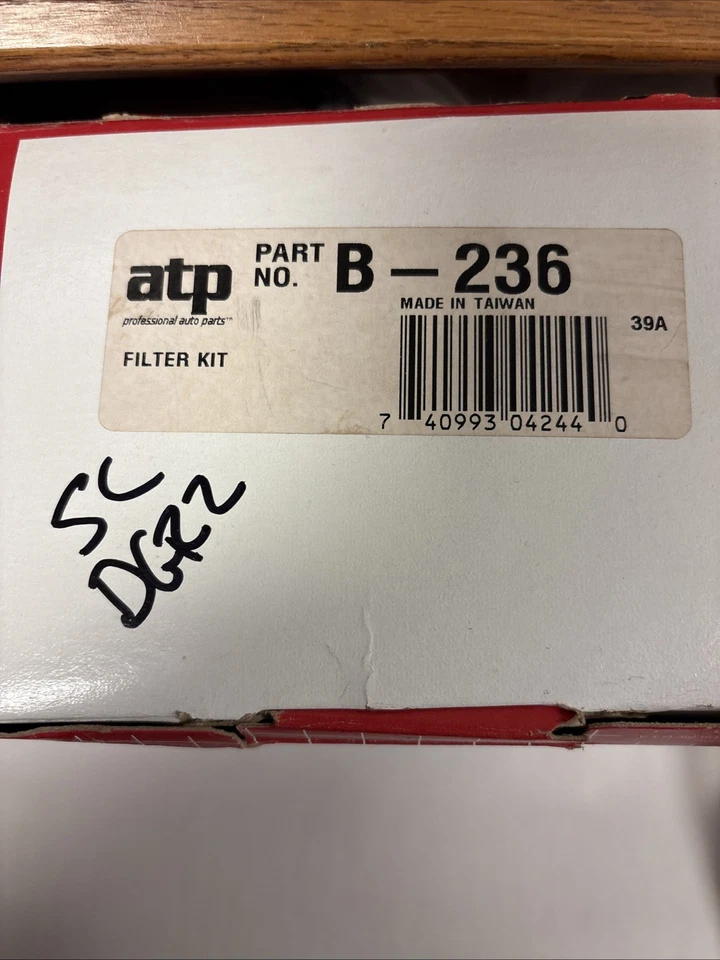 atp
professional auto parts™
PART NO. B-236
MADE IN TAIWAN
39A
FILTER KIT
7 40993 04244 0
SC